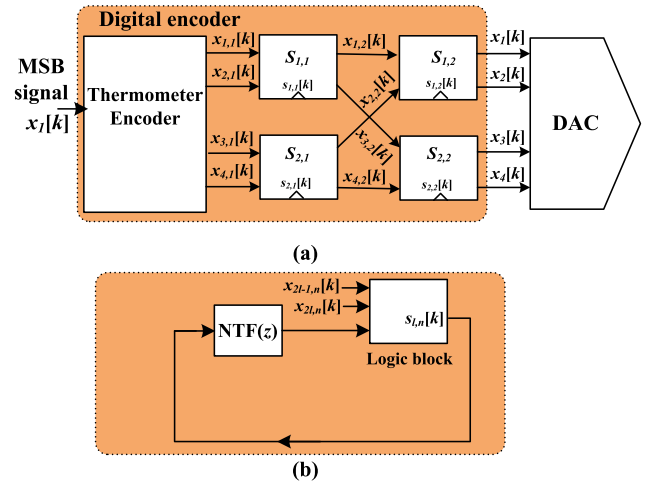 Digital encoder
MSB
signal
x1[k]
Thermometer
Encoder
x1,1[k]
x2,1[k]
x3,1[k]
x4,1[k]
S1,1
s1,1[k]
S2,1
s2,1[k]
x1,2[k]
x2,2[k]
x3,2[k]
x4,2[k]
S1,2
s1,2[k]
S2,2
s2,2[k]
x1[k]
x2[k]
x3[k]
x4[k]
DAC
(a)
x2l-1,n[k]
x2l,n[k]
NTF(z)
sl,n[k]
Logic block
(b)